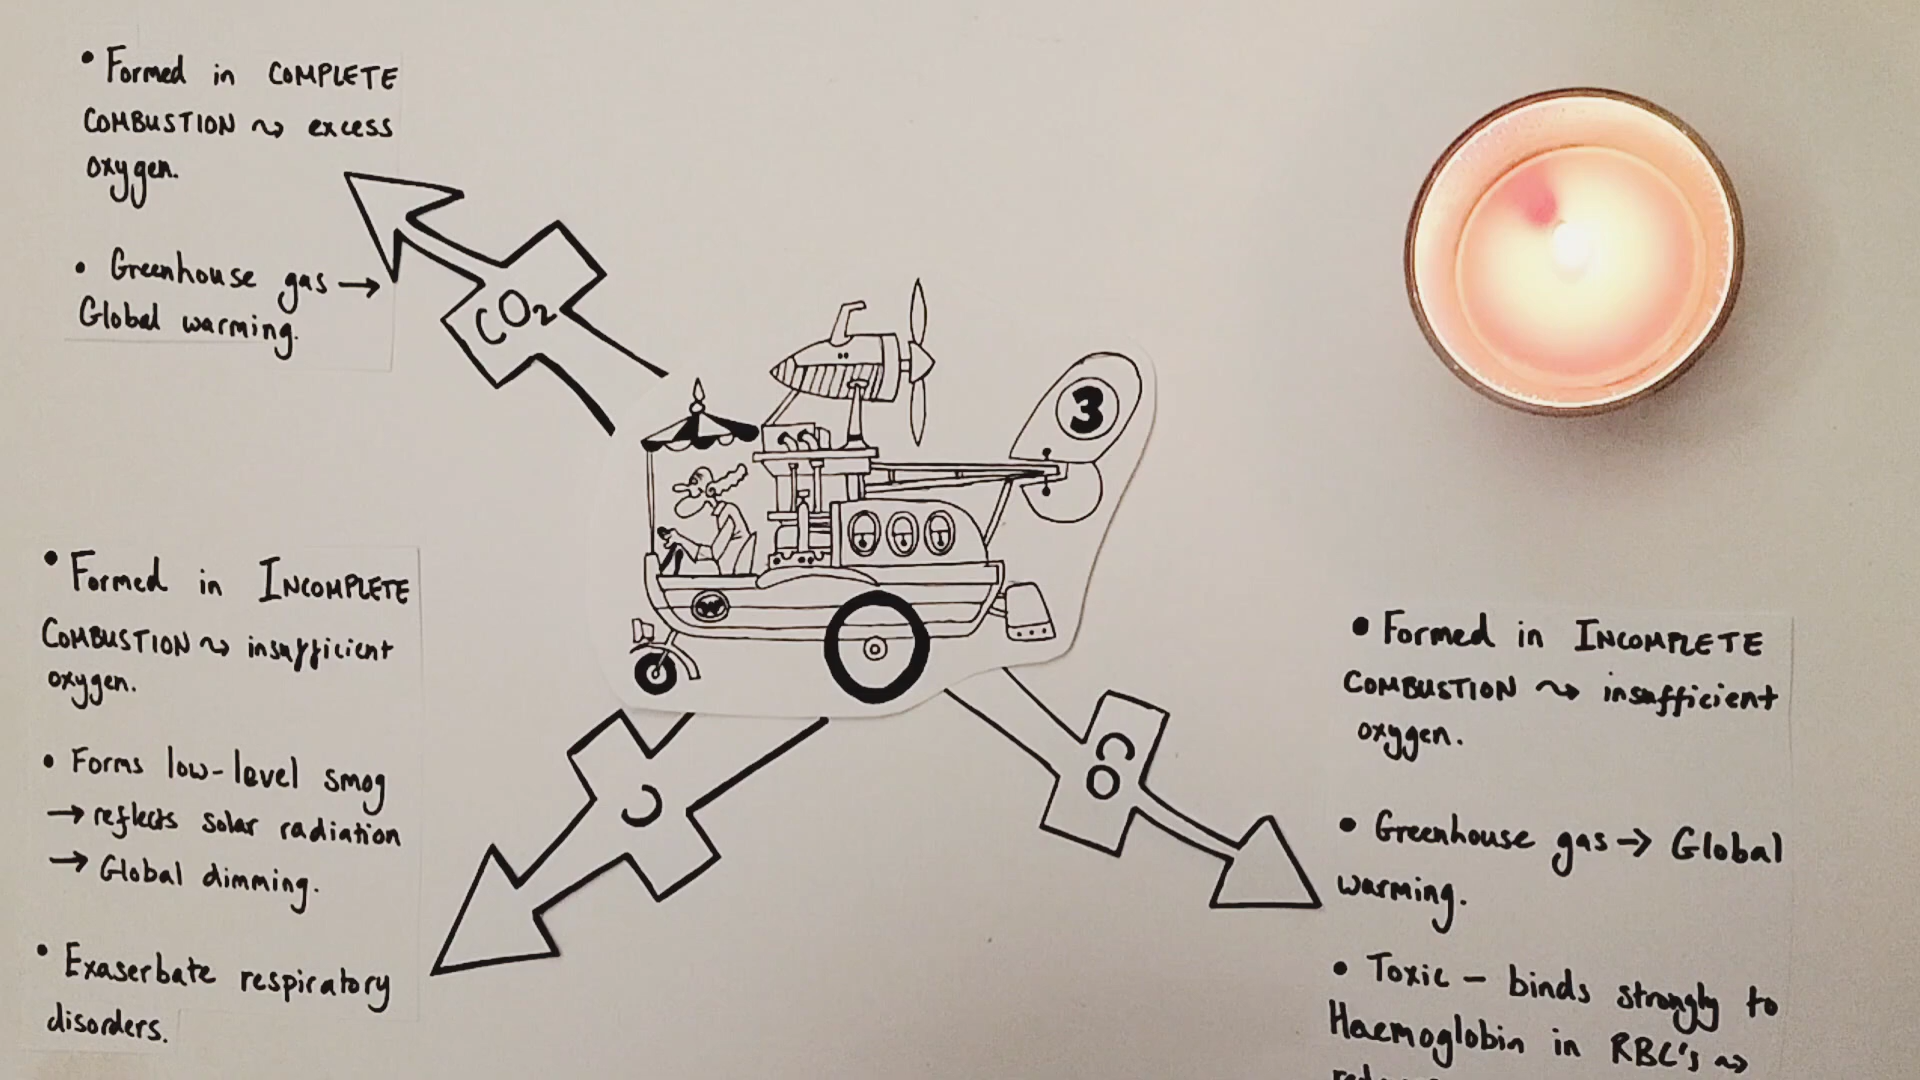 • Formed in COMPLETE
COMBUSTION ⤳ excess
oxygen.
• Greenhouse gas →
Global warming.
CO2
3
W
• Formed in INCOMPLETE
COMBUSTION ⤳ insufficient
oxygen.
• Forms low-level smog
→ reflects solar radiation
→ Global dimming.
• Exaserbate respiratory
disorders.
C
CO
• Formed in INCOMPLETE
COMBUSTION ⤳ insufficient
oxygen.
• Greenhouse gas → Global
warming.
• Toxic – binds strongly to
Haemoglobin in RBC's ⤳